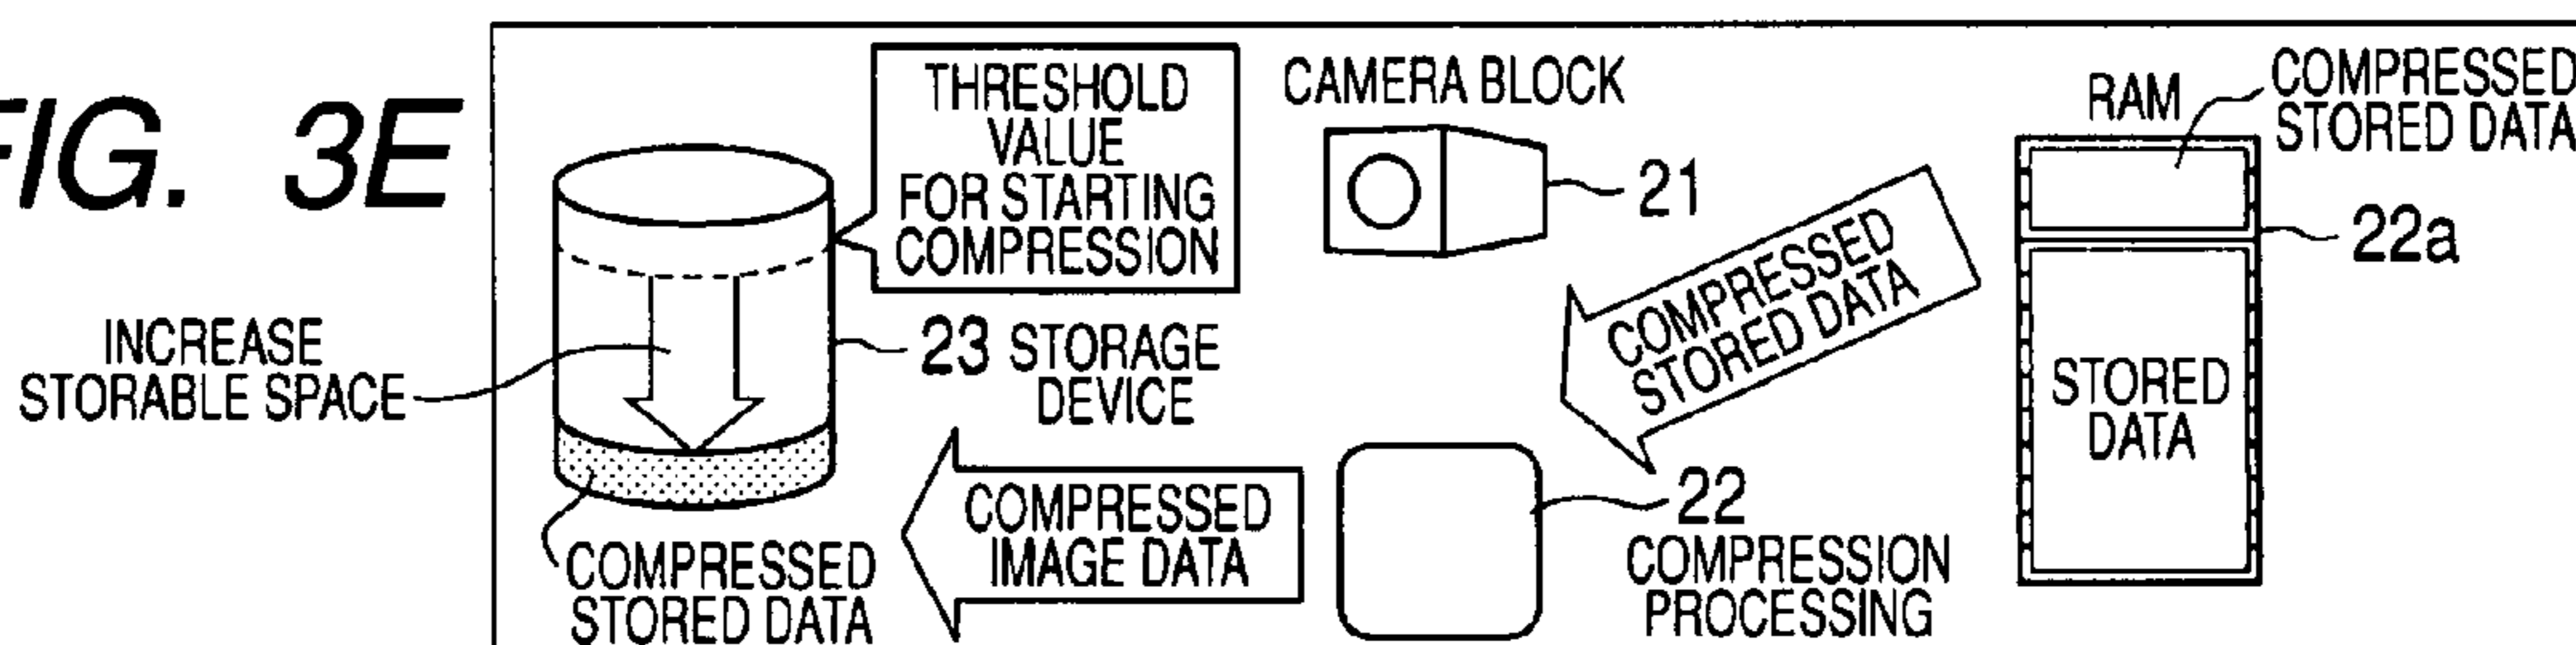 FIG. 3E
THRESHOLD
VALUE
FOR STARTING
COMPRESSION
CAMERA BLOCK
21
RAM
COMPRESSED
STORED DATA
22a
STORED
DATA
COMPRESSED
STORED DATA
INCREASE
STORABLE SPACE
23 STORAGE
DEVICE
COMPRESSED
IMAGE DATA
22
COMPRESSION
PROCESSING
COMPRESSED
STORED DATA